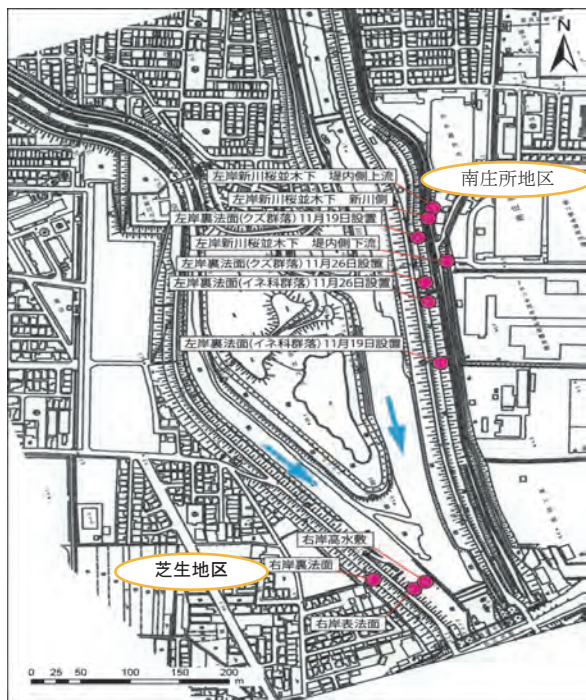 N
左岸新川桜並木下 堤内側上流
南庄所地区
左岸新川桜並木下 新川側
左岸裏法面(クズ群落)11月19日設置
左岸新川桜並木下 堤内側下流
左岸裏法面(クズ群落)11月26日設置
左岸裏法面(イネ科群落)11月26日設置
左岸裏法面(イネ科群落)11月19日設置
右岸高水敷
芝生地区
右岸裏法面
右岸表法面
0 25 50 100 150 200
m